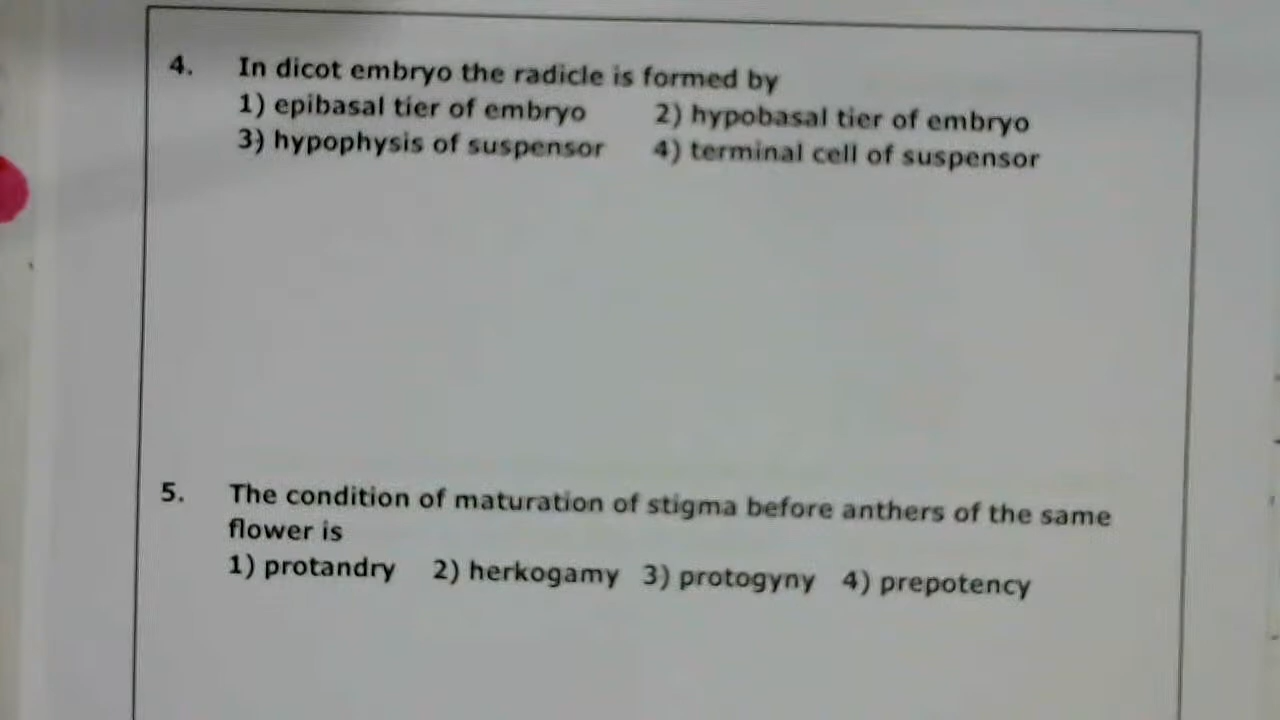 4. In dicot embryo the radicle is formed by
1) epibasal tier of embryo 2) hypobasal tier of embryo
3) hypophysis of suspensor 4) terminal cell of suspensor
5. The condition of maturation of stigma before anthers of the same
flower is
1) protandry 2) herkogamy 3) protogyny 4) prepotency